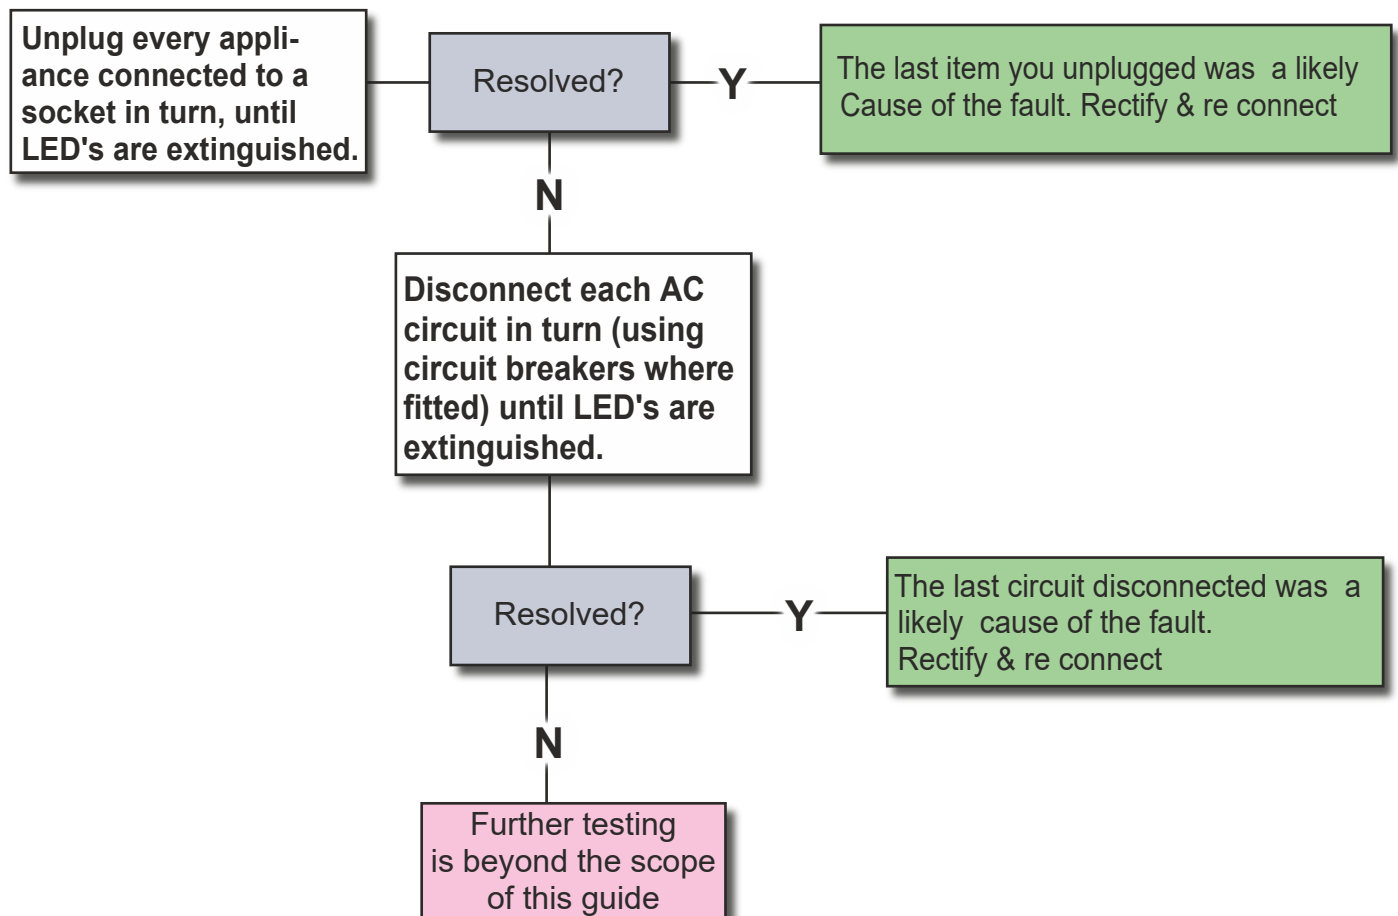 Unplug every appli-
ance connected to a
socket in turn, until
LED's are extinguished.
Resolved?
Y
The last item you unplugged was a likely
Cause of the fault. Rectify & re connect
N
Disconnect each AC
circuit in turn (using
circuit breakers where
fitted) until LED's are
extinguished.
Resolved?
Y
The last circuit disconnected was a
likely cause of the fault.
Rectify & re connect
N
Further testing
is beyond the scope
of this guide